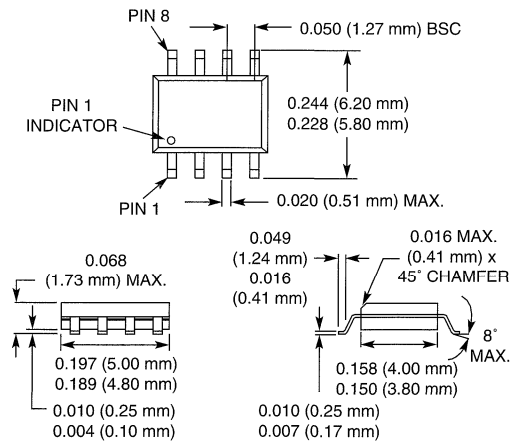 PIN 8
0.050 (1.27 mm) BSC
PIN 1
INDICATOR
0.244 (6.20 mm)
0.228 (5.80 mm)
PIN 1
0.020 (0.51 mm) MAX.
0.068
(1.73 mm) MAX.
0.197 (5.00 mm)
0.189 (4.80 mm)
0.010 (0.25 mm)
0.004 (0.10 mm)
0.049
(1.24 mm)
0.016
(0.41 mm)
0.016 MAX.
(0.41 mm) x
45° CHAMFER
8°
MAX.
0.158 (4.00 mm)
0.150 (3.80 mm)
0.010 (0.25 mm)
0.007 (0.17 mm)